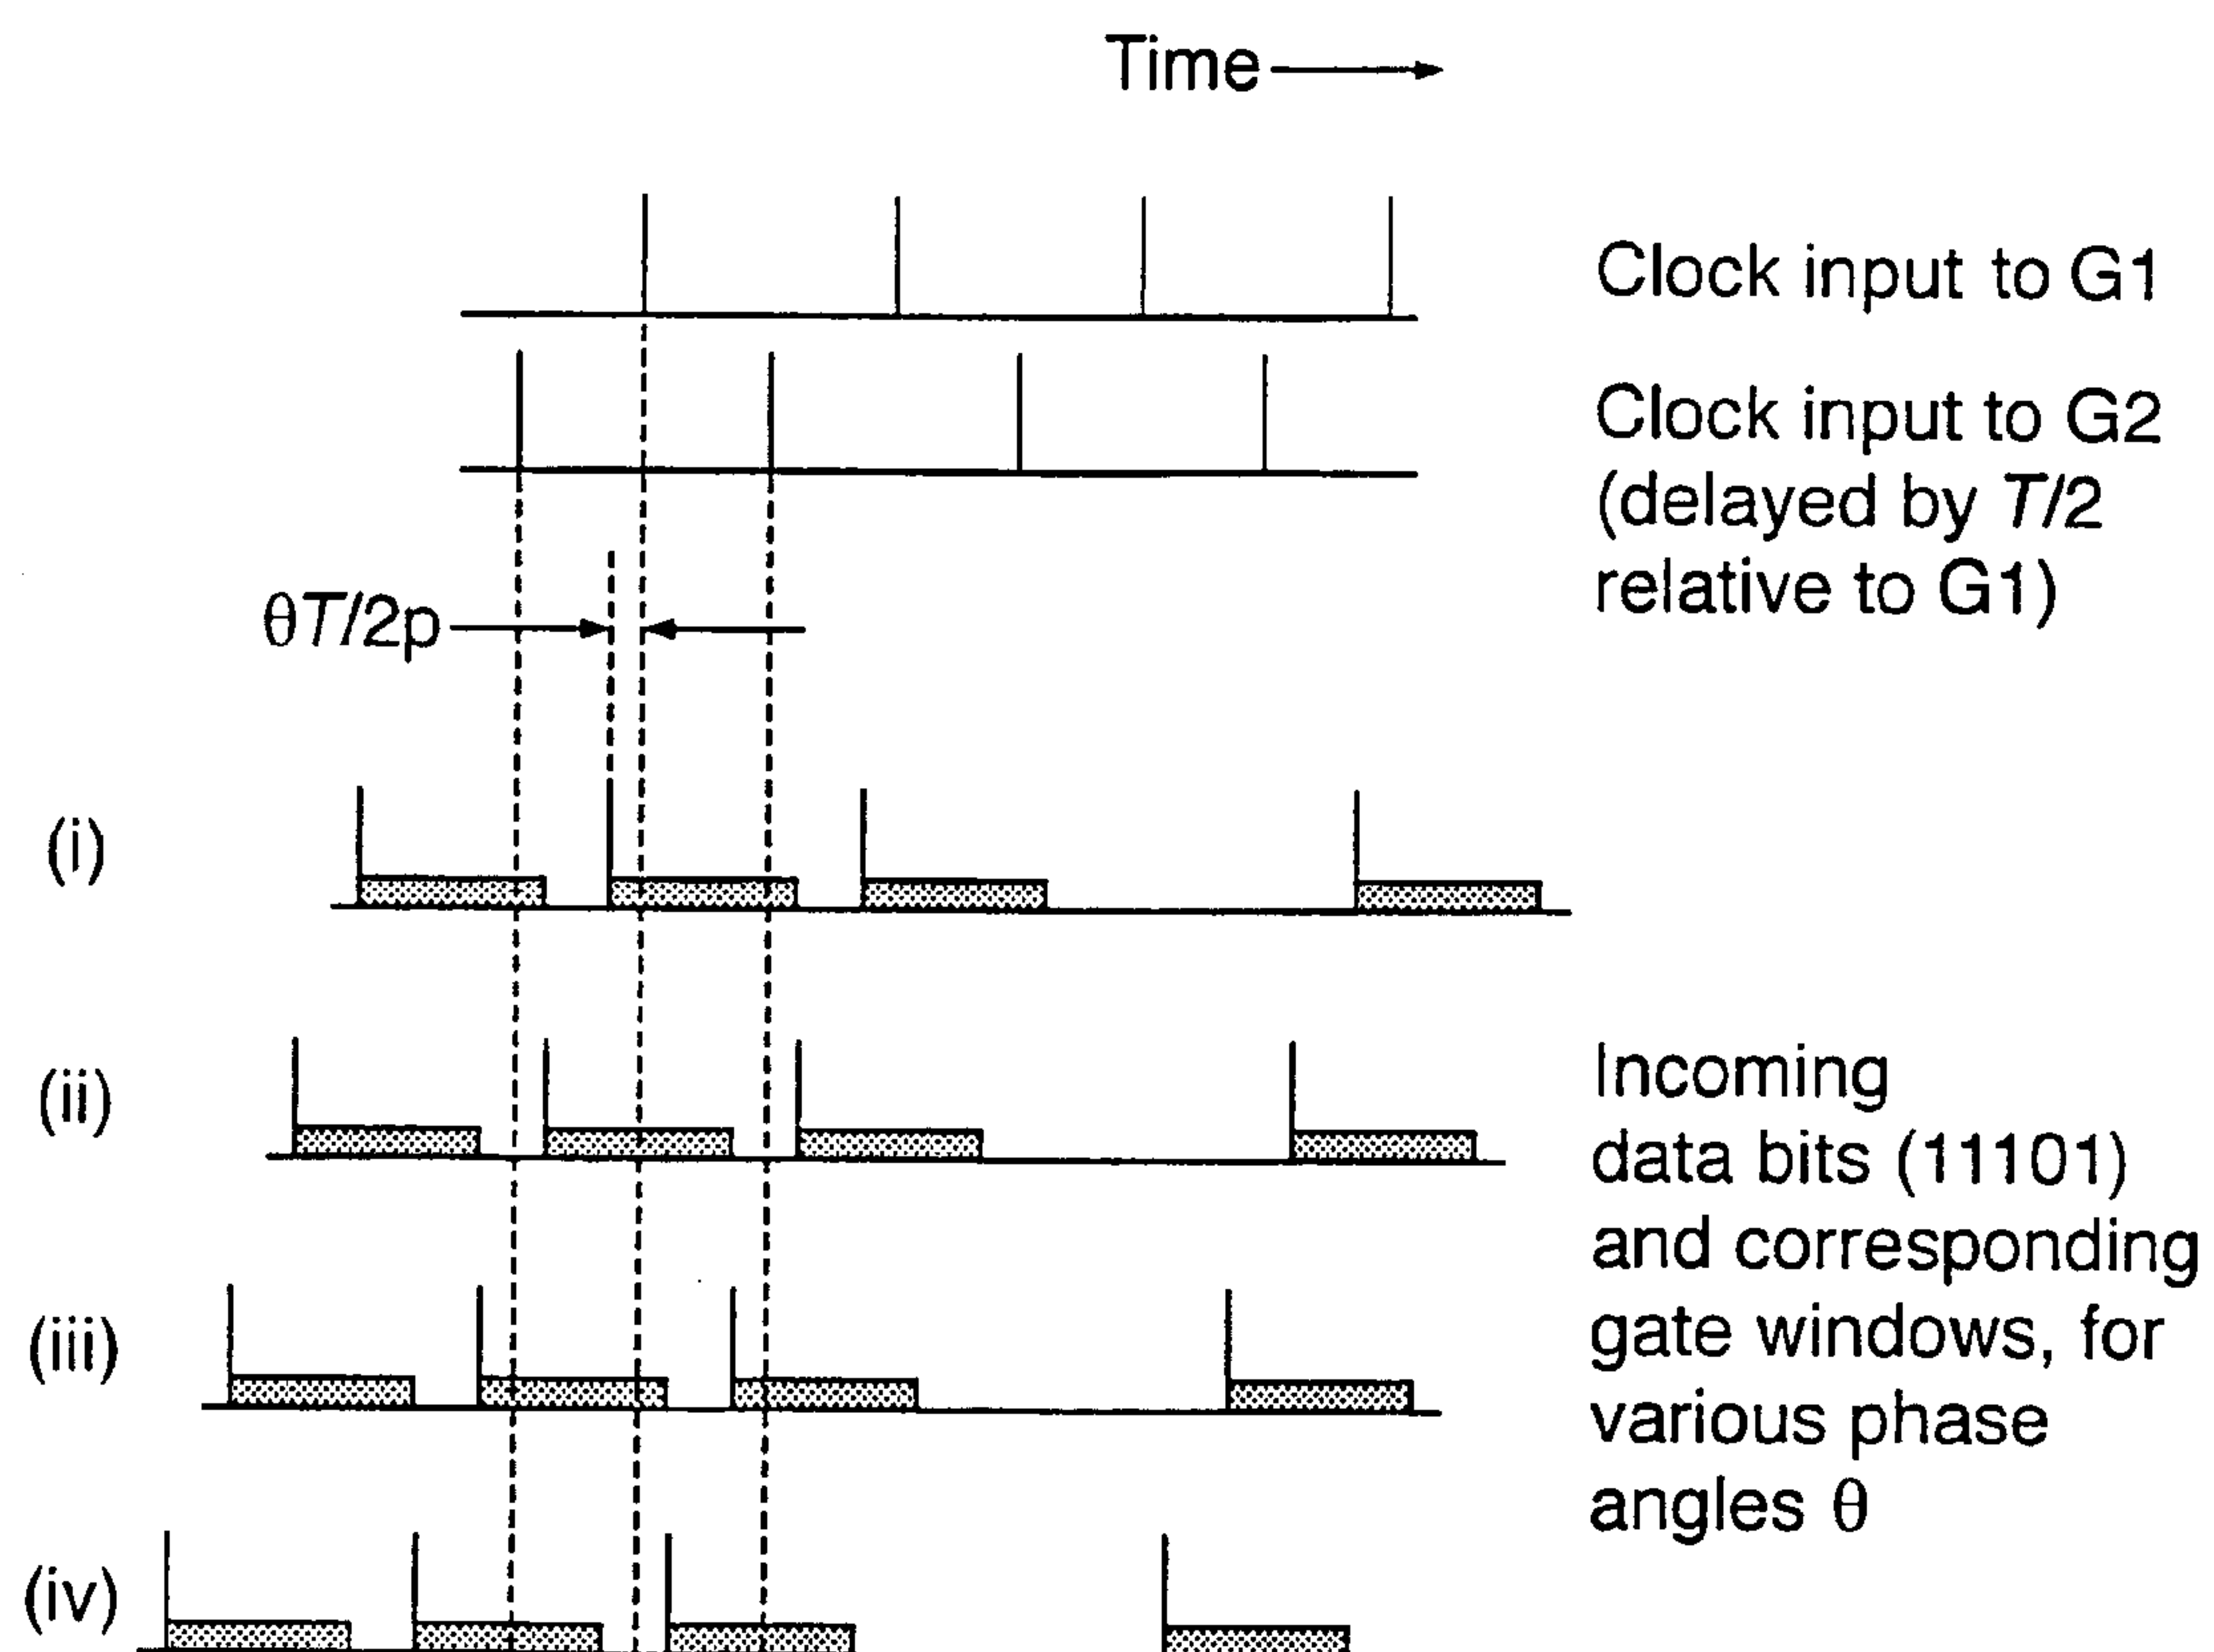 Time
Clock input to G1
Clock input to G2
(delayed by T/2
relative to G1)
θT/2p
(i)
(ii)
Incoming
data bits (11101)
and corresponding
gate windows, for
various phase
angles θ
(iii)
(iv)